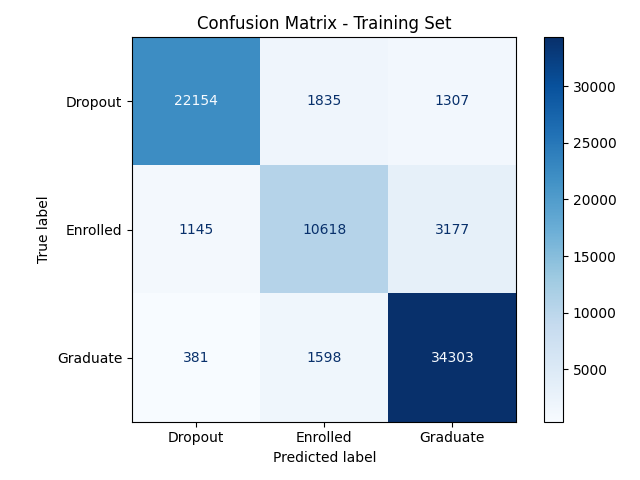 Confusion Matrix - Training Set
Dropout 22154 1835 1307
Enrolled 1145 10618 3177
Graduate 381 1598 34303
Dropout Enrolled Graduate
Predicted label
True label
30000
25000
20000
15000
10000
5000